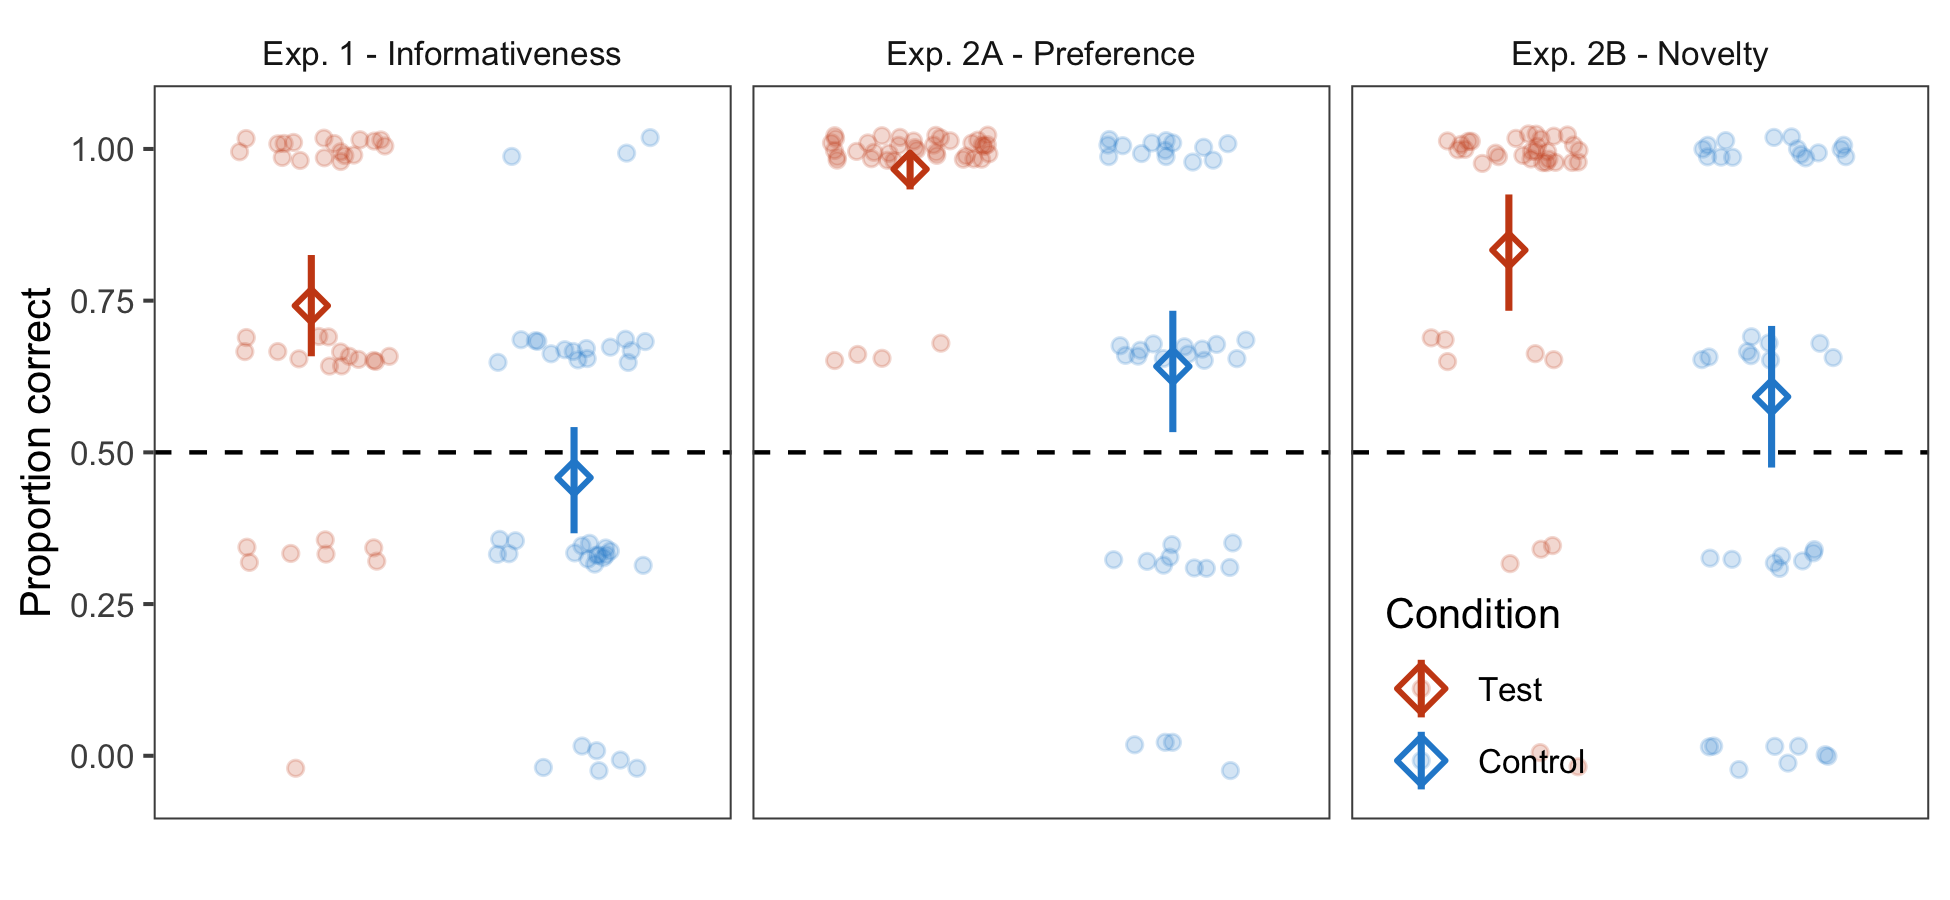 Exp. 1 - Informativeness
Exp. 2A - Preference
Exp. 2B - Novelty
Proportion correct
1.00
0.75
0.50
0.25
0.00
Condition
Test
Control